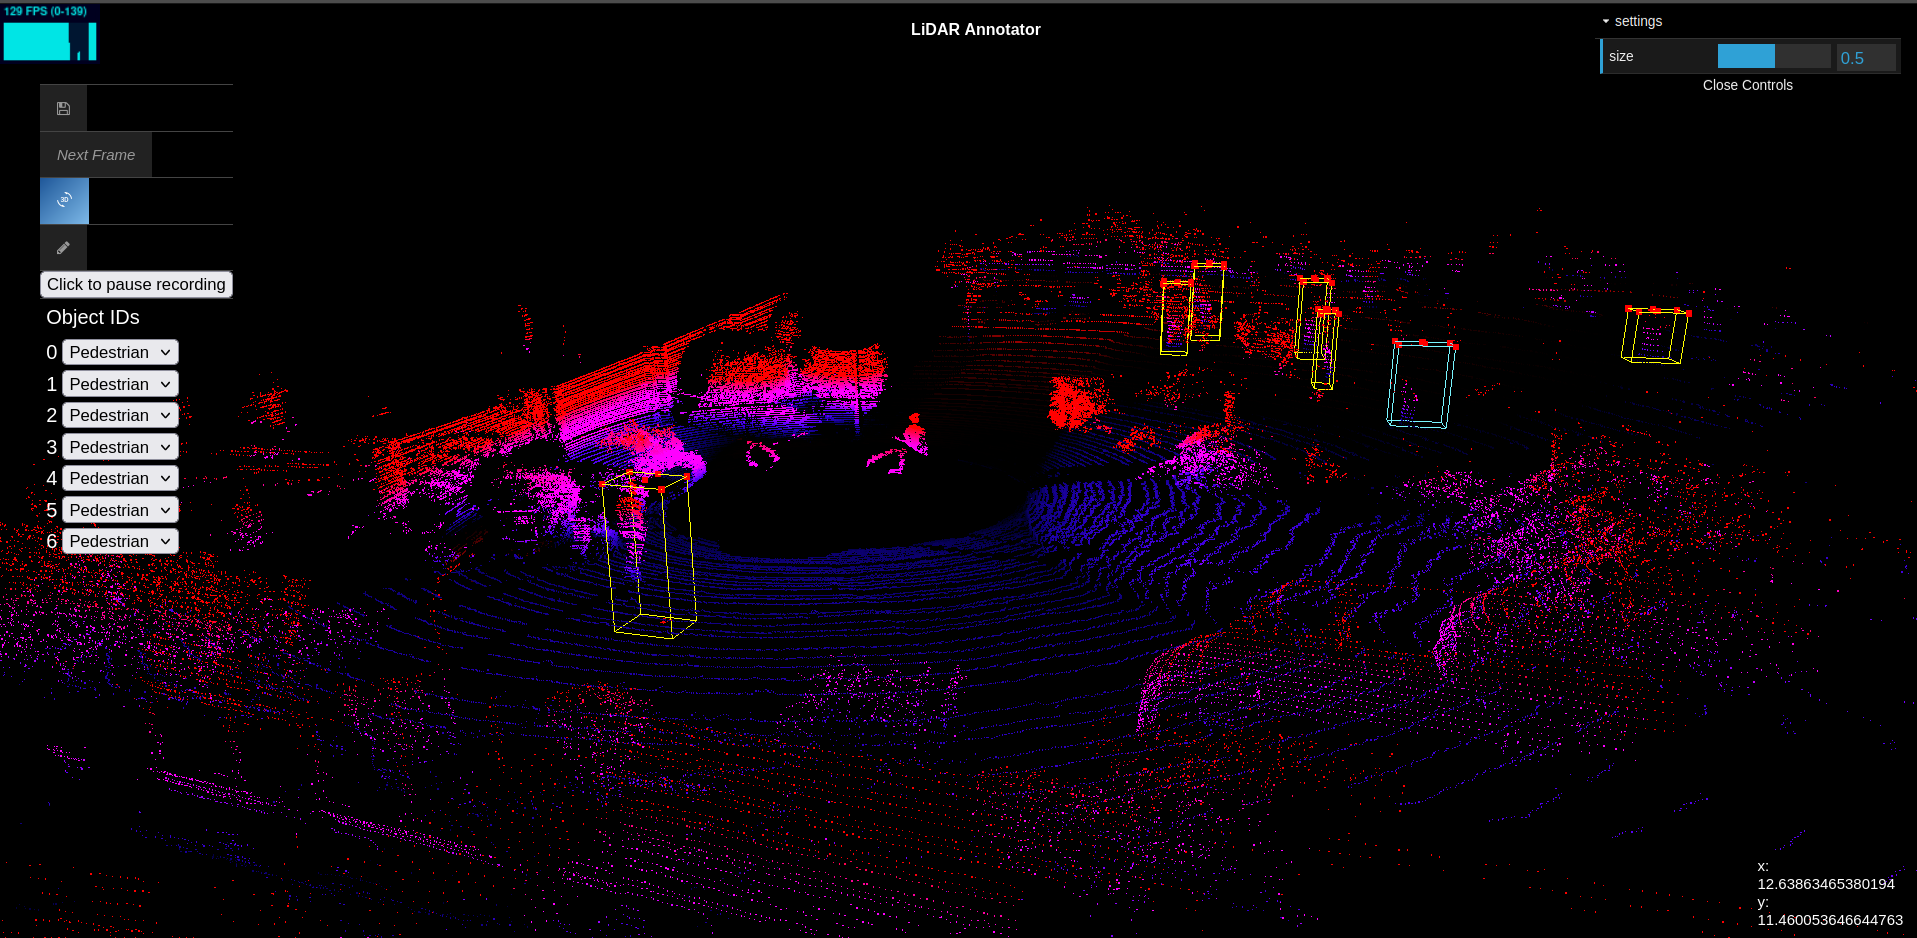 129 FPS (0-139)
LiDAR Annotator
settings
size
0.5
Close Controls
Next Frame
3D
Click to pause recording
Object IDs
0 Pedestrian
1 Pedestrian
2 Pedestrian
3 Pedestrian
4 Pedestrian
5 Pedestrian
6 Pedestrian
x:
12.63863465380194
y:
11.460053646644763